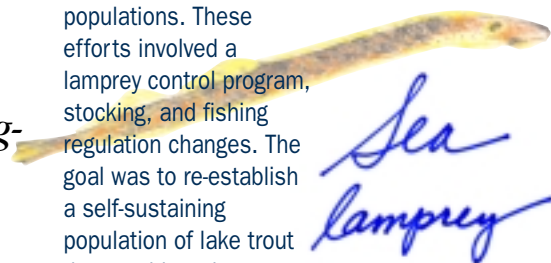 populations. These
efforts involved a
lamprey control program,
stocking, and fishing
regulation changes. The
goal was to re-establish
a self-sustaining
population of lake trout
g-
Sea
lamprey